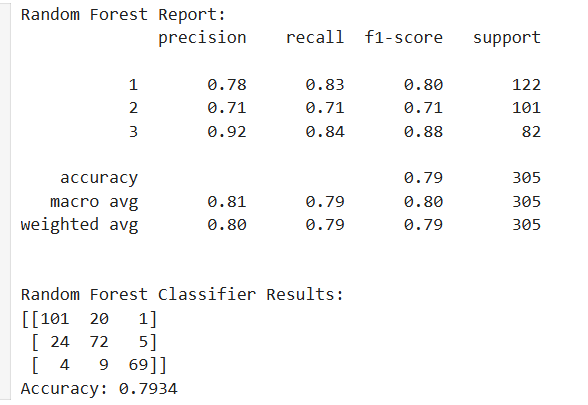 Random Forest Report:
precision recall f1-score support
1 0.78 0.83 0.80 122
2 0.71 0.71 0.71 101
3 0.92 0.84 0.88 82
accuracy 0.79 305
macro avg 0.81 0.79 0.80 305
weighted avg 0.80 0.79 0.79 305
Random Forest Classifier Results:
[[101 20 1]
[ 24 72 5]
[ 4 9 69]]
Accuracy: 0.7934